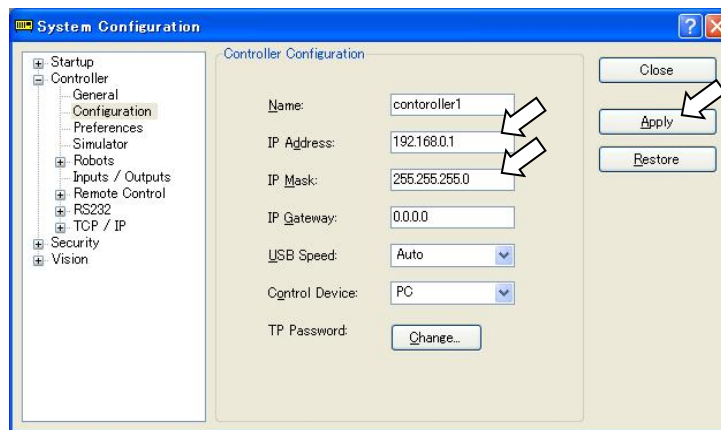 System Configuration
Startup
Controller
General
Configuration
Preferences
Simulator
Robots
Inputs / Outputs
Remote Control
RS232
TCP / IP
Security
Vision
Controller Configuration
Name: contoroller1
IP Address: 192.168.0.1
IP Mask: 255.255.255.0
IP Gateway: 0.0.0.0
USB Speed: Auto
Control Device: PC
TP Password: Change...
Close
Apply
Restore